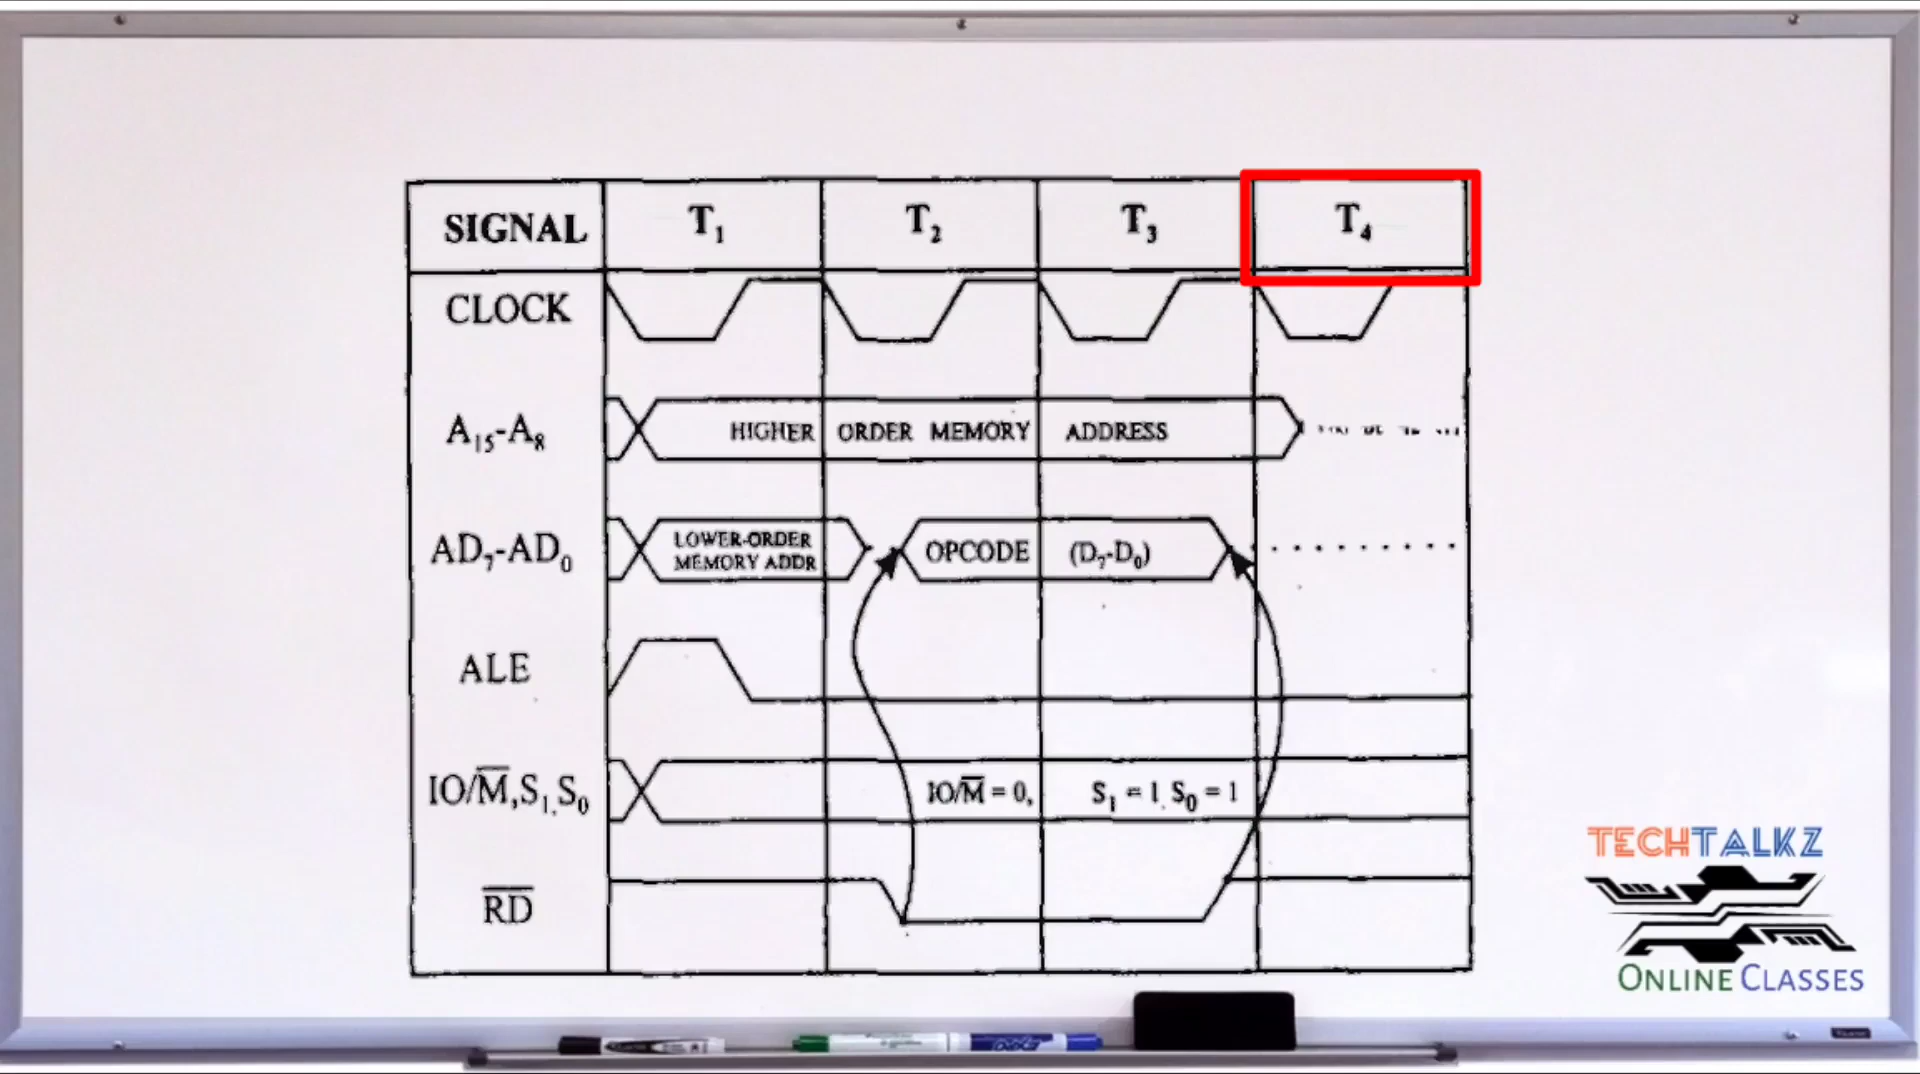 SIGNAL T₁ T₂ T₃ T₄
CLOCK
A₁₅-A₈ HIGHER ORDER MEMORY ADDRESS
AD₇-AD₀ LOWER-ORDER MEMORY ADDR OPCODE (D₇-D₀)
ALE
IO/M̅,S₁,S₀ IO/M̅ = 0, S₁ = 1, S₀ = 1
R̅D̅
TECHTALKZ
ONLINE CLASSES